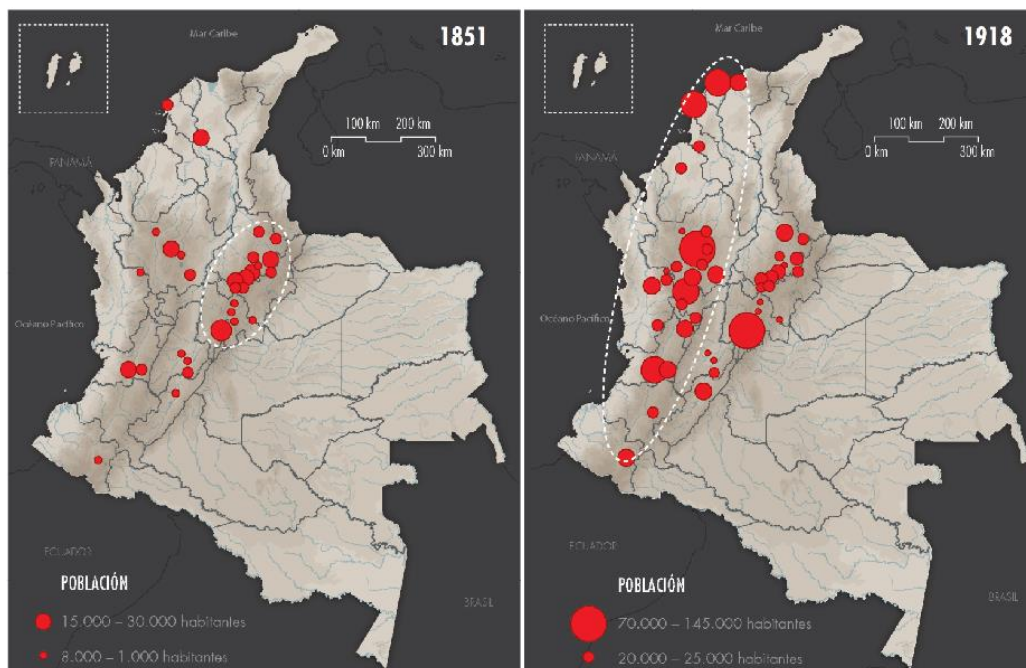 Mar Caribe
1851
100 km 200 km
0 km 300 km
PANAMÁ
Océano Pacífico
ECUADOR
BRASIL
POBLACIÓN
15.000 – 30.000 habitantes
8.000 – 1.000 habitantes
Mar Caribe
1918
100 km 200 km
0 km 300 km
PANAMÁ
Océano Pacífico
ECUADOR
BRASIL
POBLACIÓN
70.000 – 145.000 habitantes
20.000 – 25.000 habitantes